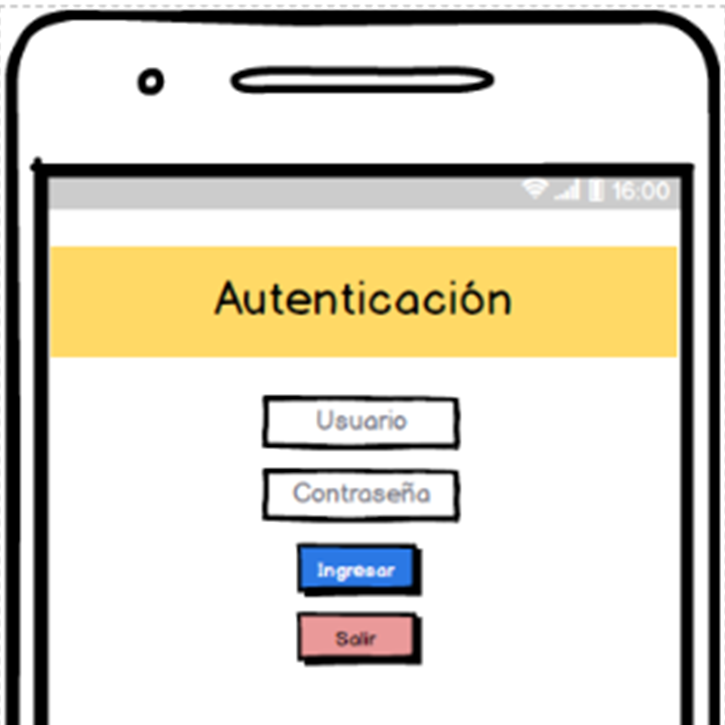 16:00
Autenticación
Usuario
Contraseña
Ingresar
Salir